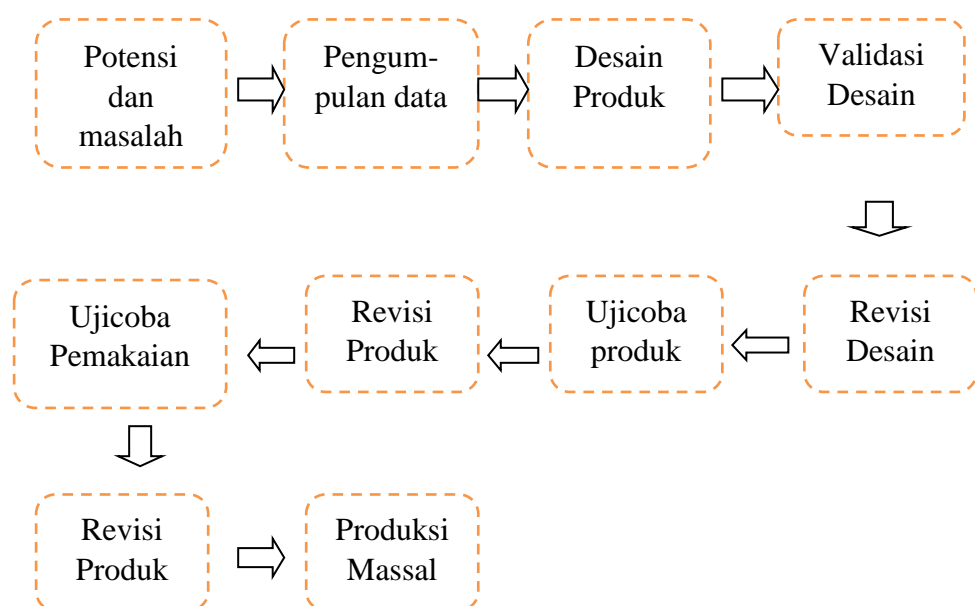 Potensi
dan
masalah
Pengum-
pulan data
Desain
Produk
Validasi
Desain
Revisi
Desain
Ujicoba
produk
Revisi
Produk
Ujicoba
Pemakaian
Revisi
Produk
Produksi
Massal